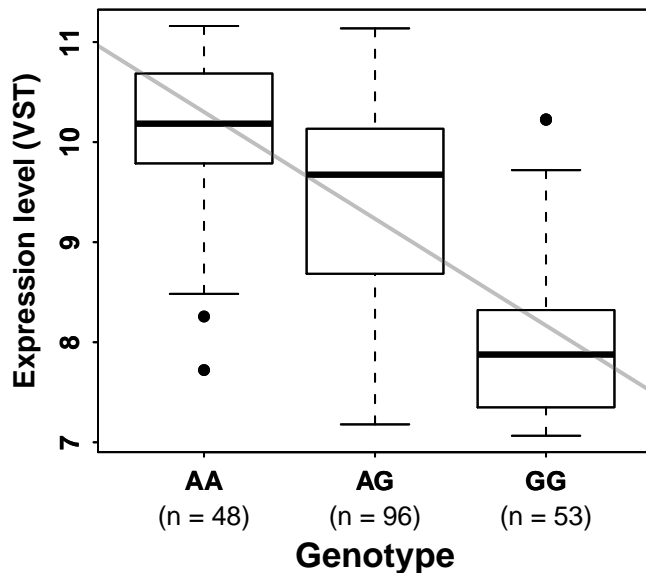 Expression level (VST)
11
10
9
8
7
AA AG GG
(n = 48) (n = 96) (n = 53)
Genotype